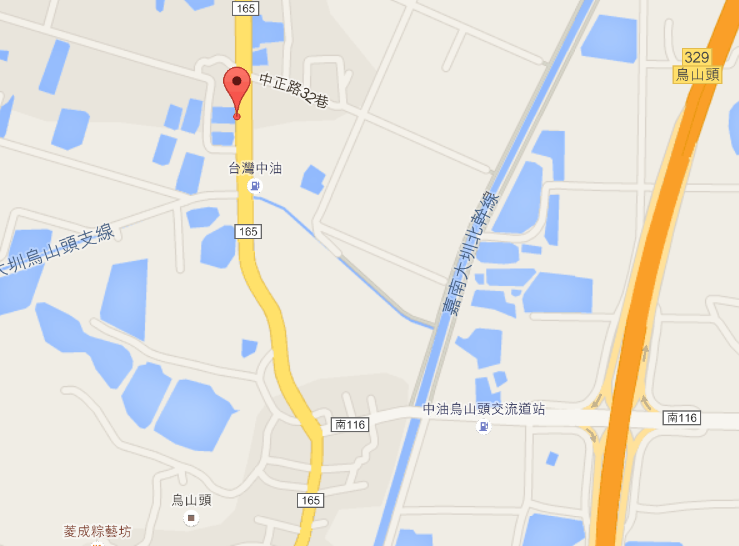 165
329
烏山頭
中正路32巷
台灣中油
165
大圳烏山頭支線
嘉南大圳北幹線
中油烏山頭交流道站
南116
南116
烏山頭
165
菱成粽藝坊